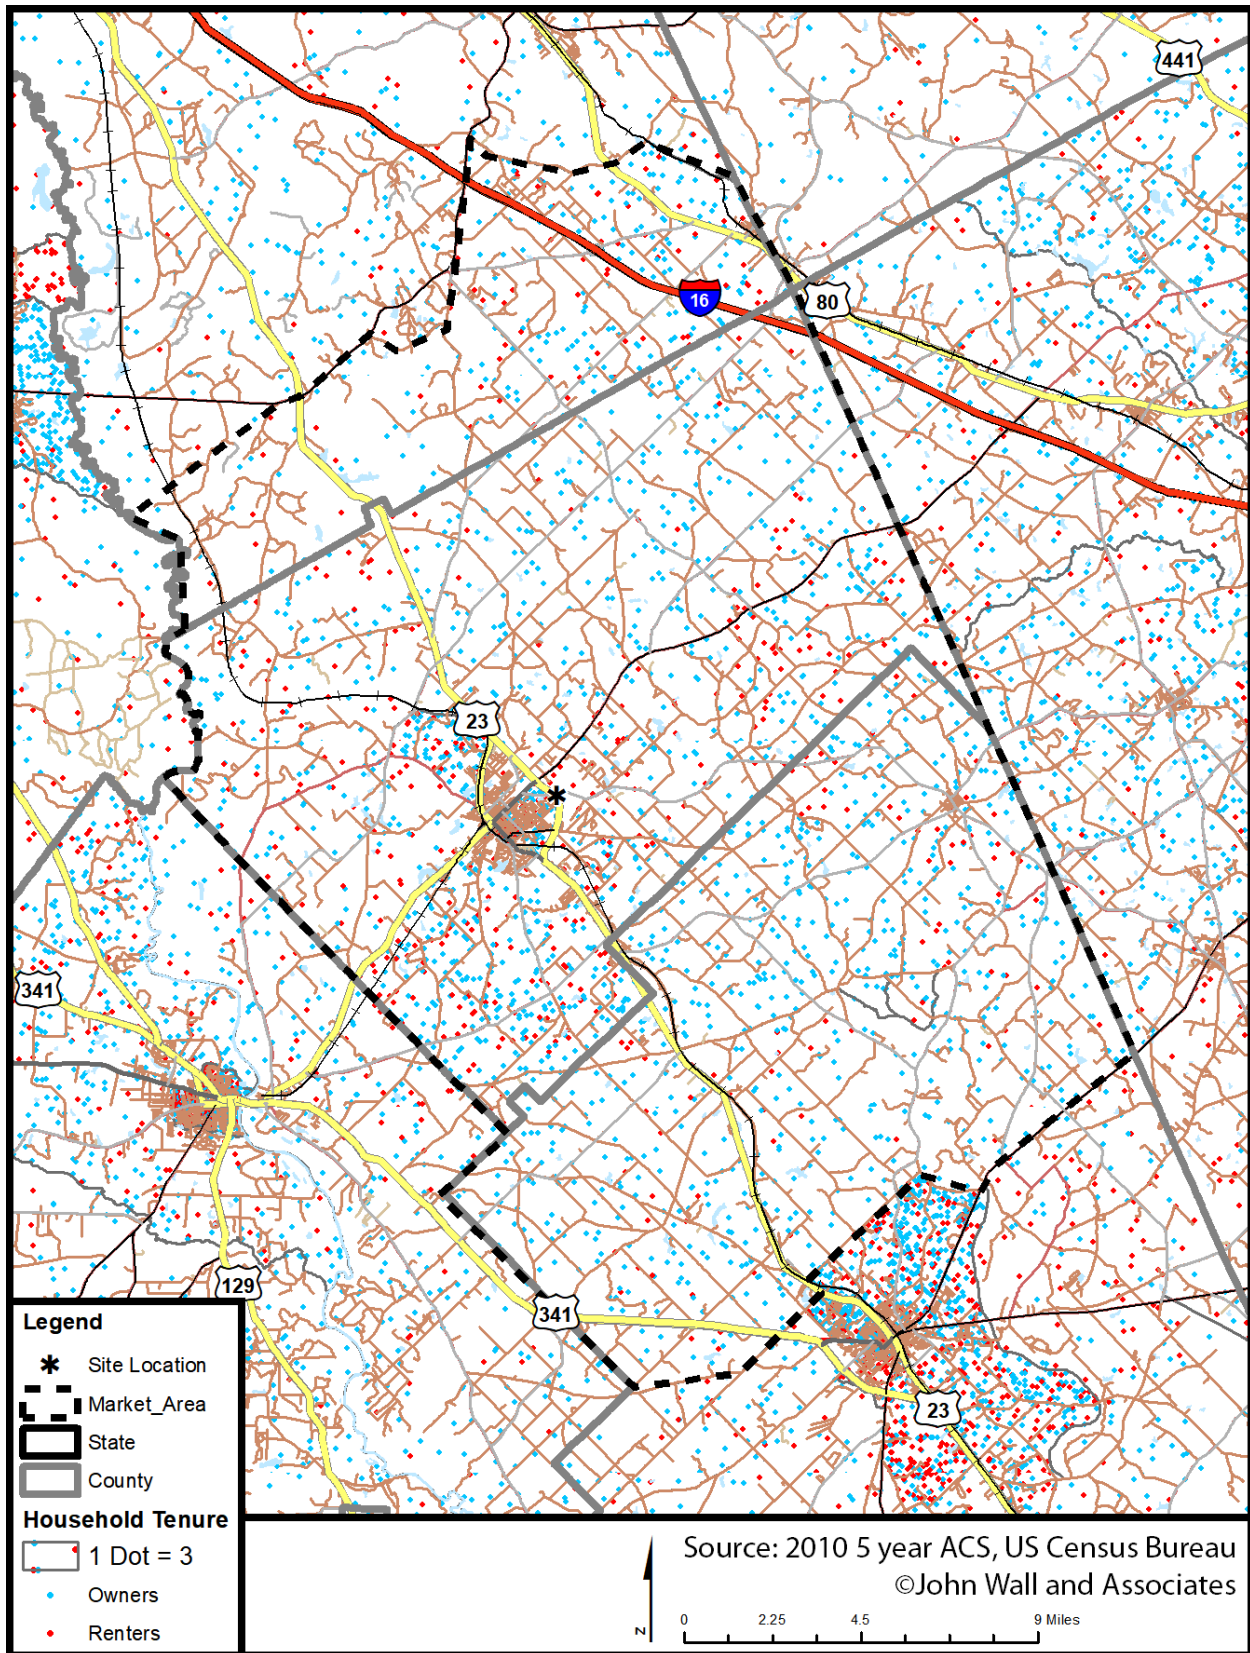 441
16
80
23
341
129
341
23
Legend
Site Location
Market_Area
State
County
Household Tenure
1 Dot = 3
Owners
Renters
Source: 2010 5 year ACS, US Census Bureau
©John Wall and Associates
N
0 2.25 4.5 9 Miles